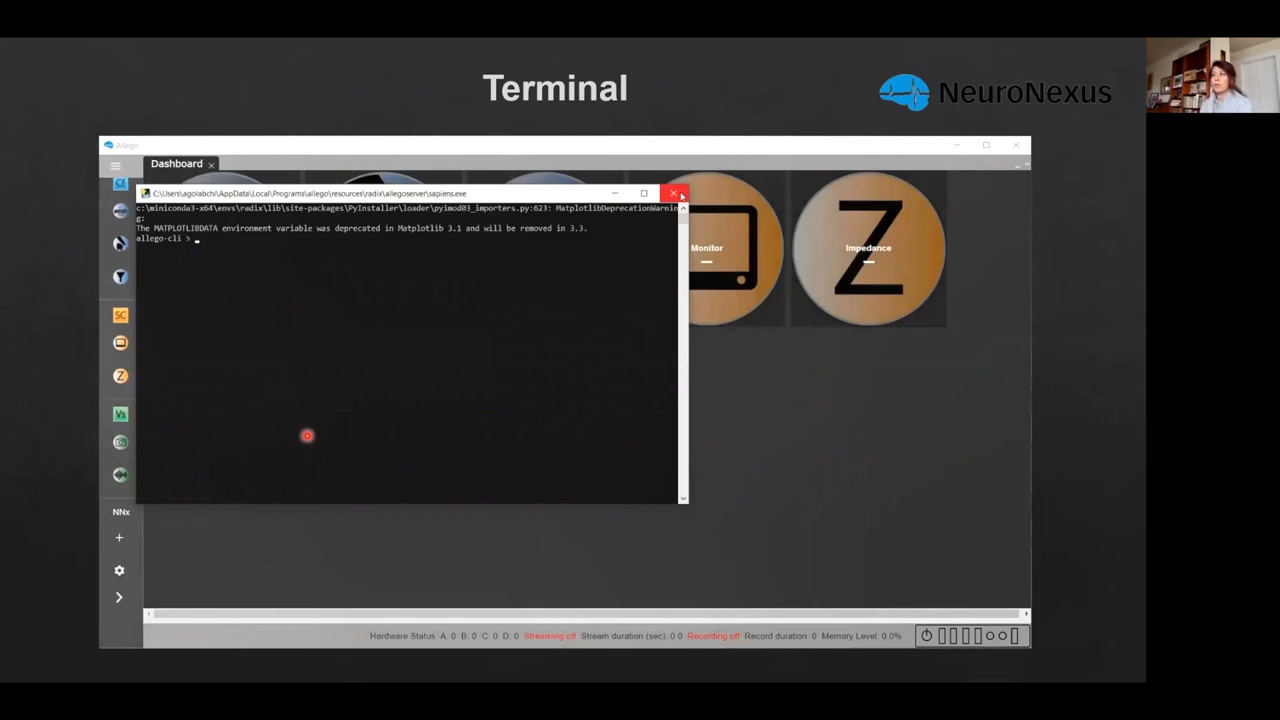 Terminal
NeuroNexus
Allego
Dashboard
C:\Users\agolabchi\AppData\Local\Programs\allego\resources\radix\allegoserver\sapiens.exe
c:\miniconda3-x64\envs\radix\lib\site-packages\PyInstaller\loader\pyimod03_importers.py:623: MatplotlibDeprecationWarnin
g:
The MATPLOTLIBDATA environment variable was deprecated in Matplotlib 3.1 and will be removed in 3.3.
allego-cli > _
Monitor
Impedance
Z
SC
Z
Vs
NNx
Hardware Status A: 0 B: 0 C: 0 D: 0 Streaming off Stream duration (sec): 0.0 Recording off Record duration 0 Memory Level: 0.0%